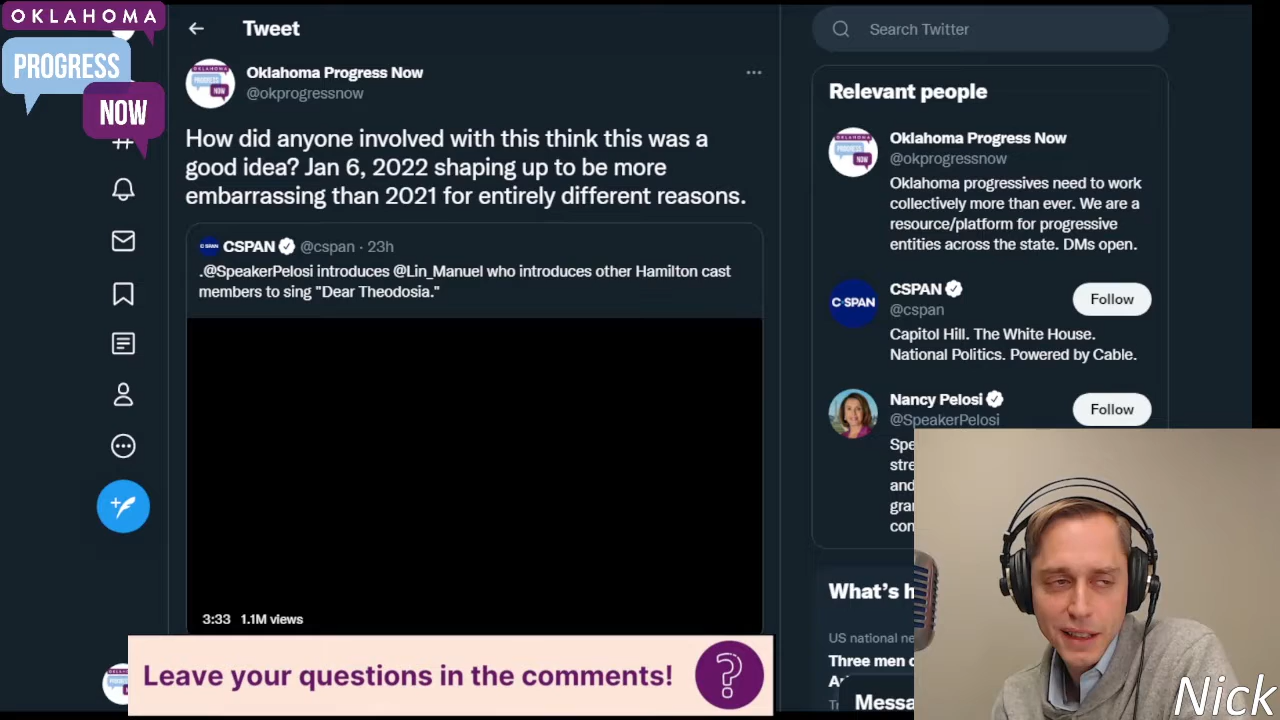 OKLAHOMA
PROGRESS
NOW
Tweet
Oklahoma Progress Now
@okprogressnow
How did anyone involved with this think this was a
good idea? Jan 6, 2022 shaping up to be more
embarrassing than 2021 for entirely different reasons.
CSPAN @cspan · 23h
.@SpeakerPelosi introduces @Lin_Manuel who introduces other Hamilton cast
members to sing "Dear Theodosia."
3:33 1.1M views
Search Twitter
Relevant people
Oklahoma Progress Now
@okprogressnow
Oklahoma progressives need to work
collectively more than ever. We are a
resource/platform for progressive
entities across the state. DMs open.
C-SPAN
CSPAN
@cspan
Follow
Capitol Hill. The White House.
National Politics. Powered by Cable.
Nancy Pelosi
@SpeakerPelosi
Follow
Spe
stre
and
gran
con
What's h
US national ne
Three men
Messa
Leave your questions in the comments! ?
Nick